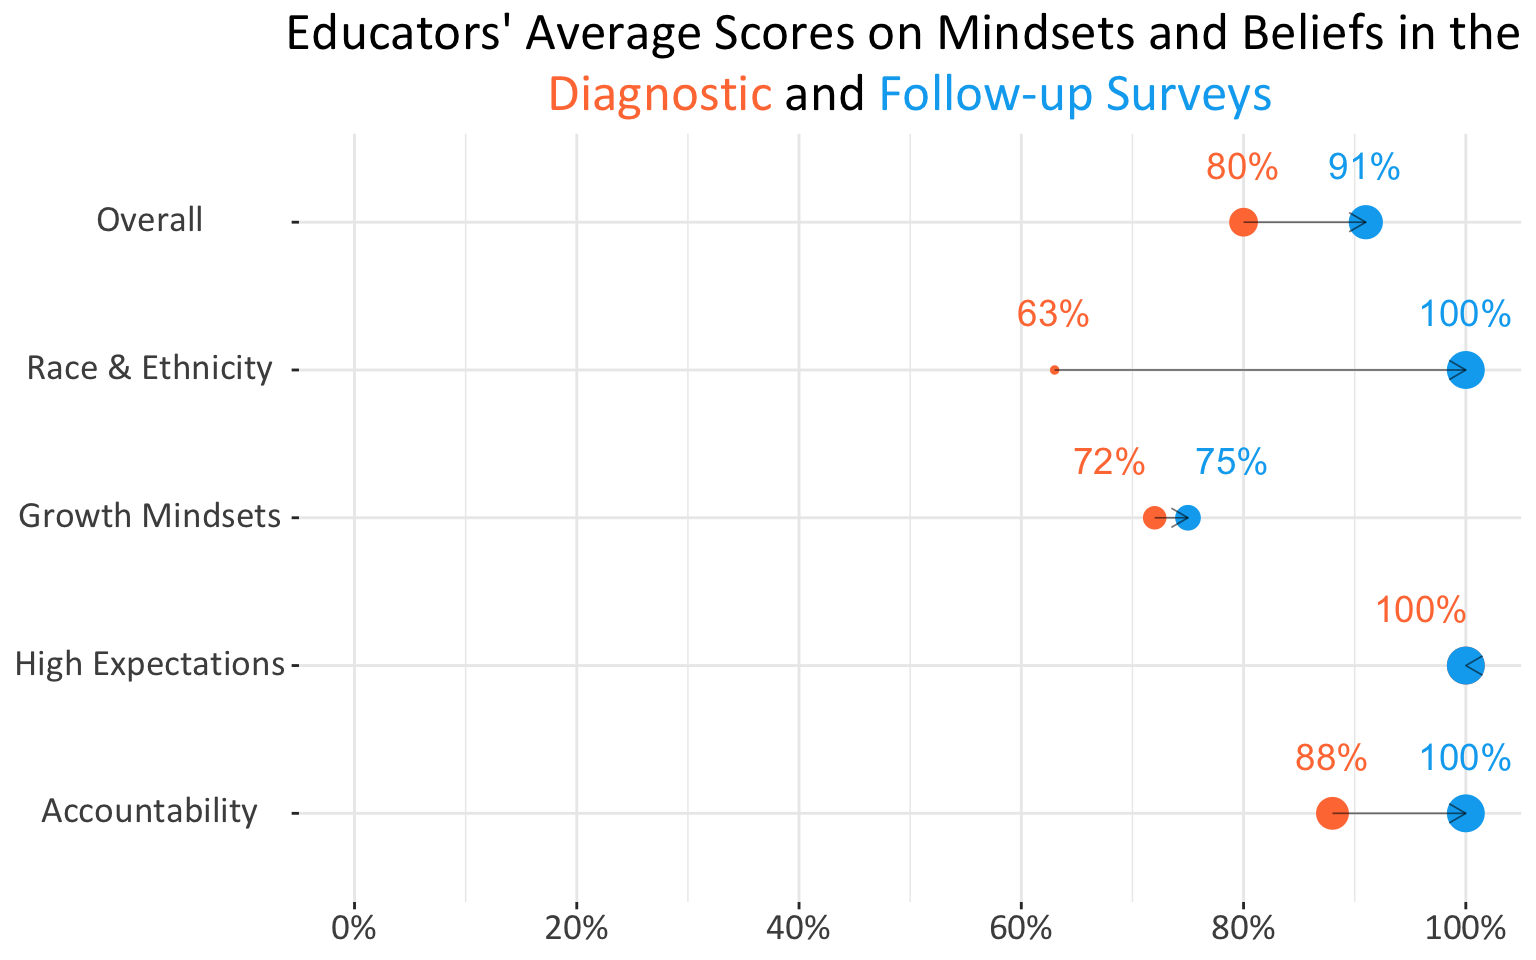 Educators' Average Scores on Mindsets and Beliefs in the
Diagnostic and Follow-up Surveys
80% 91%
Overall
63% 100%
Race & Ethnicity
72% 75%
Growth Mindsets
100%
High Expectations
88% 100%
Accountability
0% 20% 40% 60% 80% 100%